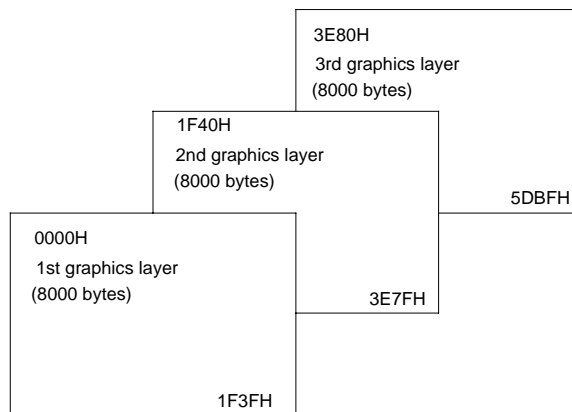 3E80H
3rd graphics layer
(8000 bytes)
1F40H
2nd graphics layer
(8000 bytes)
5DBFH
0000H
1st graphics layer
(8000 bytes)
3E7FH
1F3FH